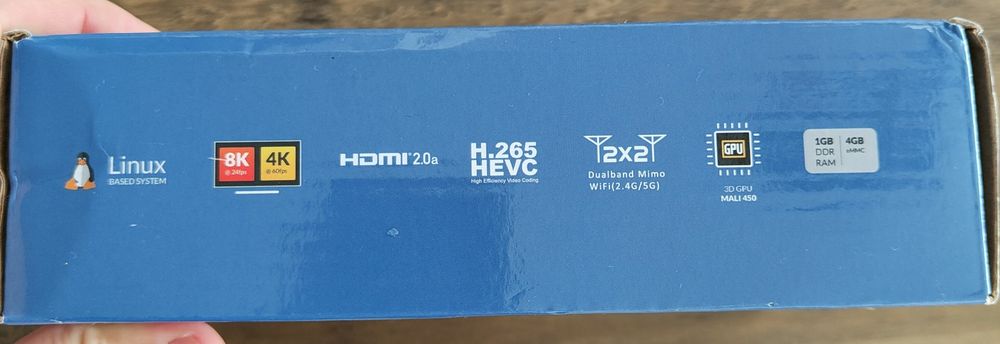 Linux
BASED SYSTEM
8K
@ 24fps
4K
@ 60fps
HDMI 2.0a
H.265
HEVC
High Efficiency Video Coding
2x2
Dualband Mimo
WiFi(2.4G/5G)
GPU
3D GPU
MALI 450
1GB
DDR
RAM
4GB
eMMC